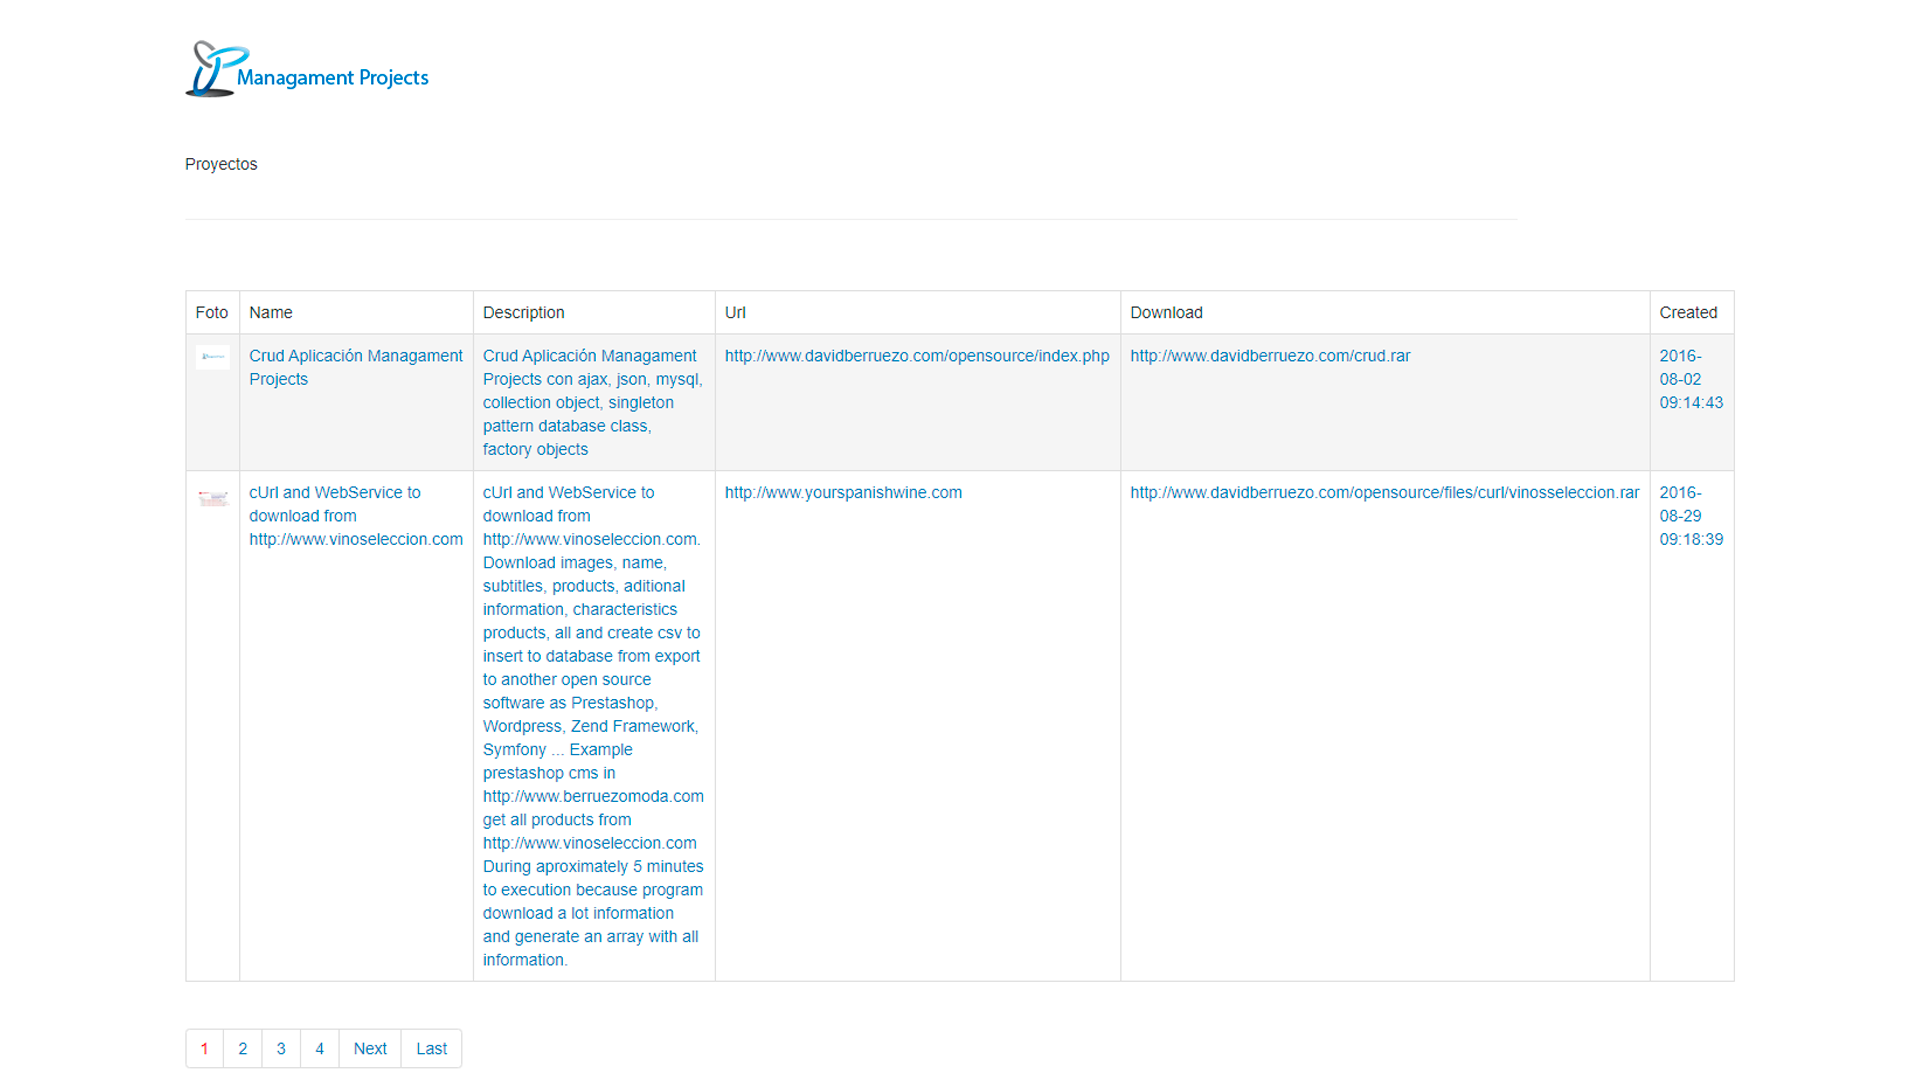 Managament Projects
Proyectos
Foto Name Description Url Download Created
Crud Aplicación Managament
Projects
Crud Aplicación Managament
Projects con ajax, json, mysql,
collection object, singleton
pattern database class,
factory objects
http://www.davidberruezo.com/opensource/index.php
http://www.davidberruezo.com/crud.rar
2016-
08-02
09:14:43
cUrl and WebService to
download from
http://www.vinoseleccion.com
cUrl and WebService to
download from
http://www.vinoseleccion.com.
Download images, name,
subtitles, products, aditional
information, characteristics
products, all and create csv to
insert to database from export
to another open source
software as Prestashop,
Wordpress, Zend Framework,
Symfony ... Example
prestashop cms in
http://www.berruezomoda.com
get all products from
http://www.vinoseleccion.com
During aproximately 5 minutes
to execution because program
download a lot information
and generate an array with all
information.
http://www.yourspanishwine.com
http://www.davidberruezo.com/opensource/files/curl/vinosseleccion.rar
2016-
08-29
09:18:39
1 2 3 4 Next Last